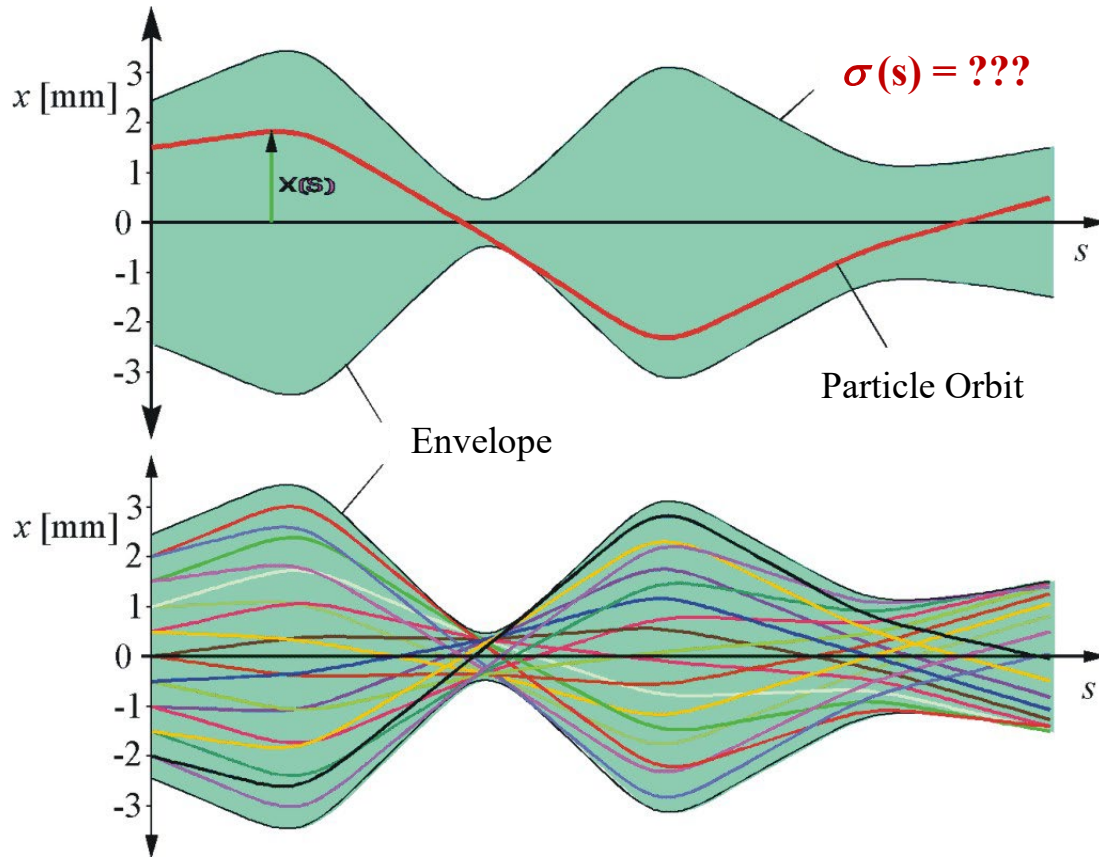 3
σ (s) = ???
x [mm]
2
1
X(S)
0
s
-1
-2
-3
Particle Orbit
Envelope
3
x [mm]
2
1
0
s
-1
-2
-3